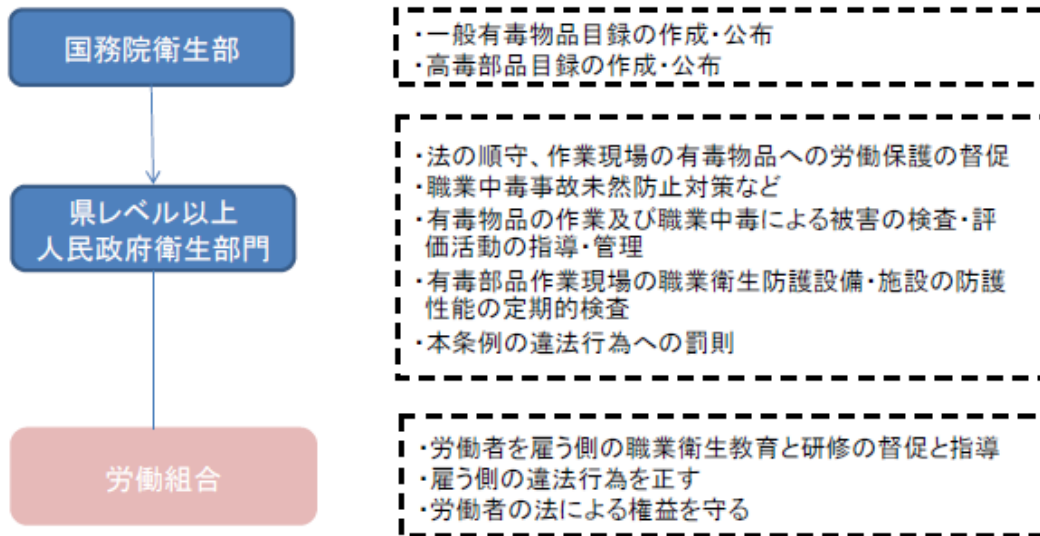 国務院衛生部
・一般有毒物品目録の作成・公布
・高毒部品目録の作成・公布
県レベル以上
人民政府衛生部門
・法の順守、作業現場の有毒物品への労働保護の督促
・職業中毒事故未然防止対策など
・有毒物品の作業及び職業中毒による被害の検査・評
価活動の指導・管理
・有毒部品作業現場の職業衛生防護設備・施設の防護
性能の定期的検査
・本条例の違法行為への罰則
労働組合
・労働者を雇う側の職業衛生教育と研修の督促と指導
・雇う側の違法行為を正す
・労働者の法による権益を守る